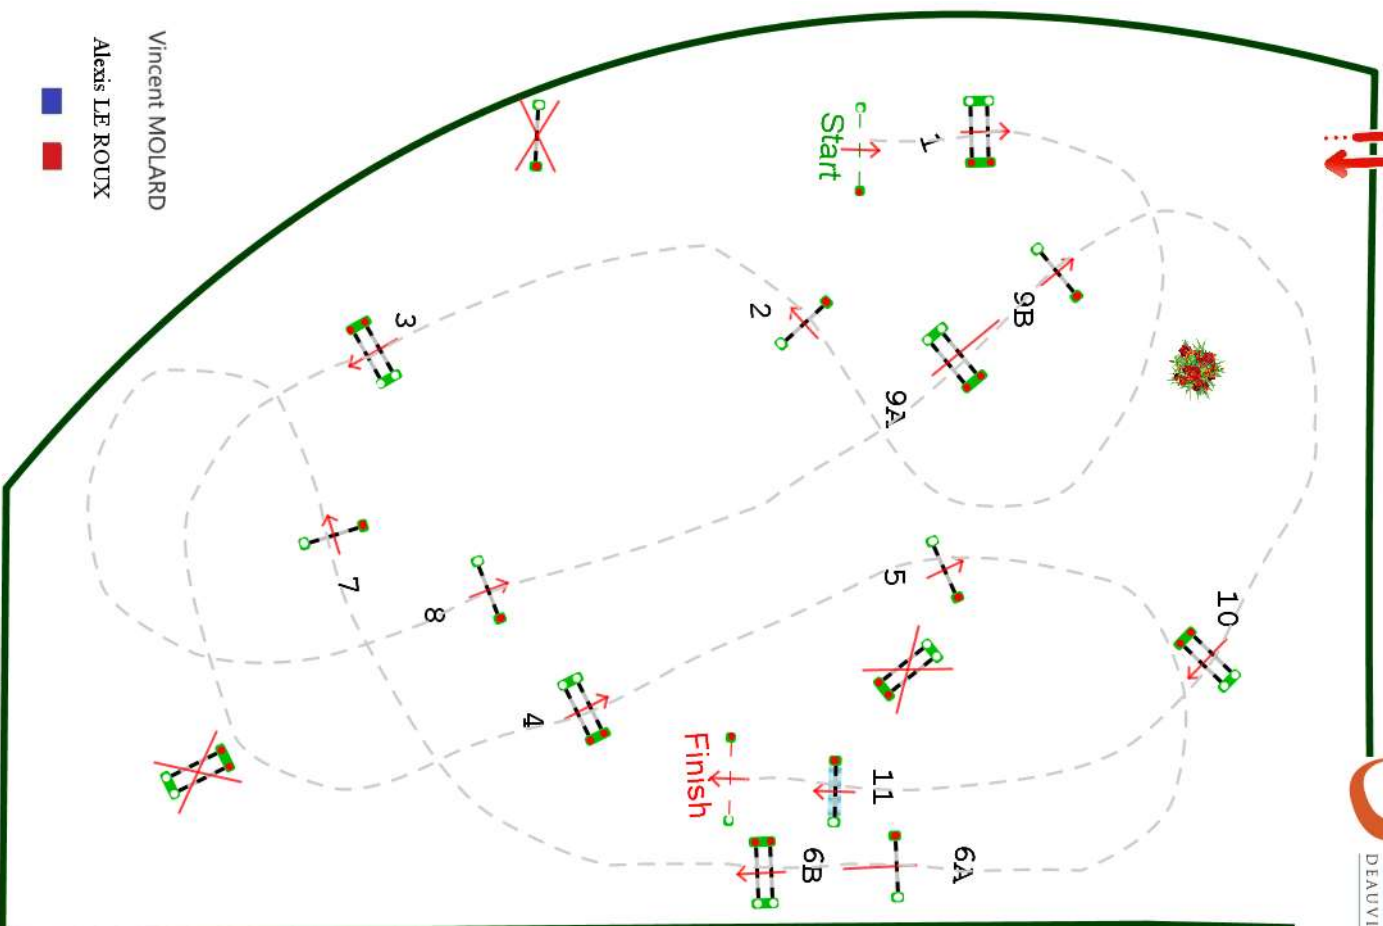 Vincent MOLARD
Alexis LE ROUX
Start
1
2
3
9B
9A
5
7
8
4
10
Finish
11
6B
6A
DEAUVI